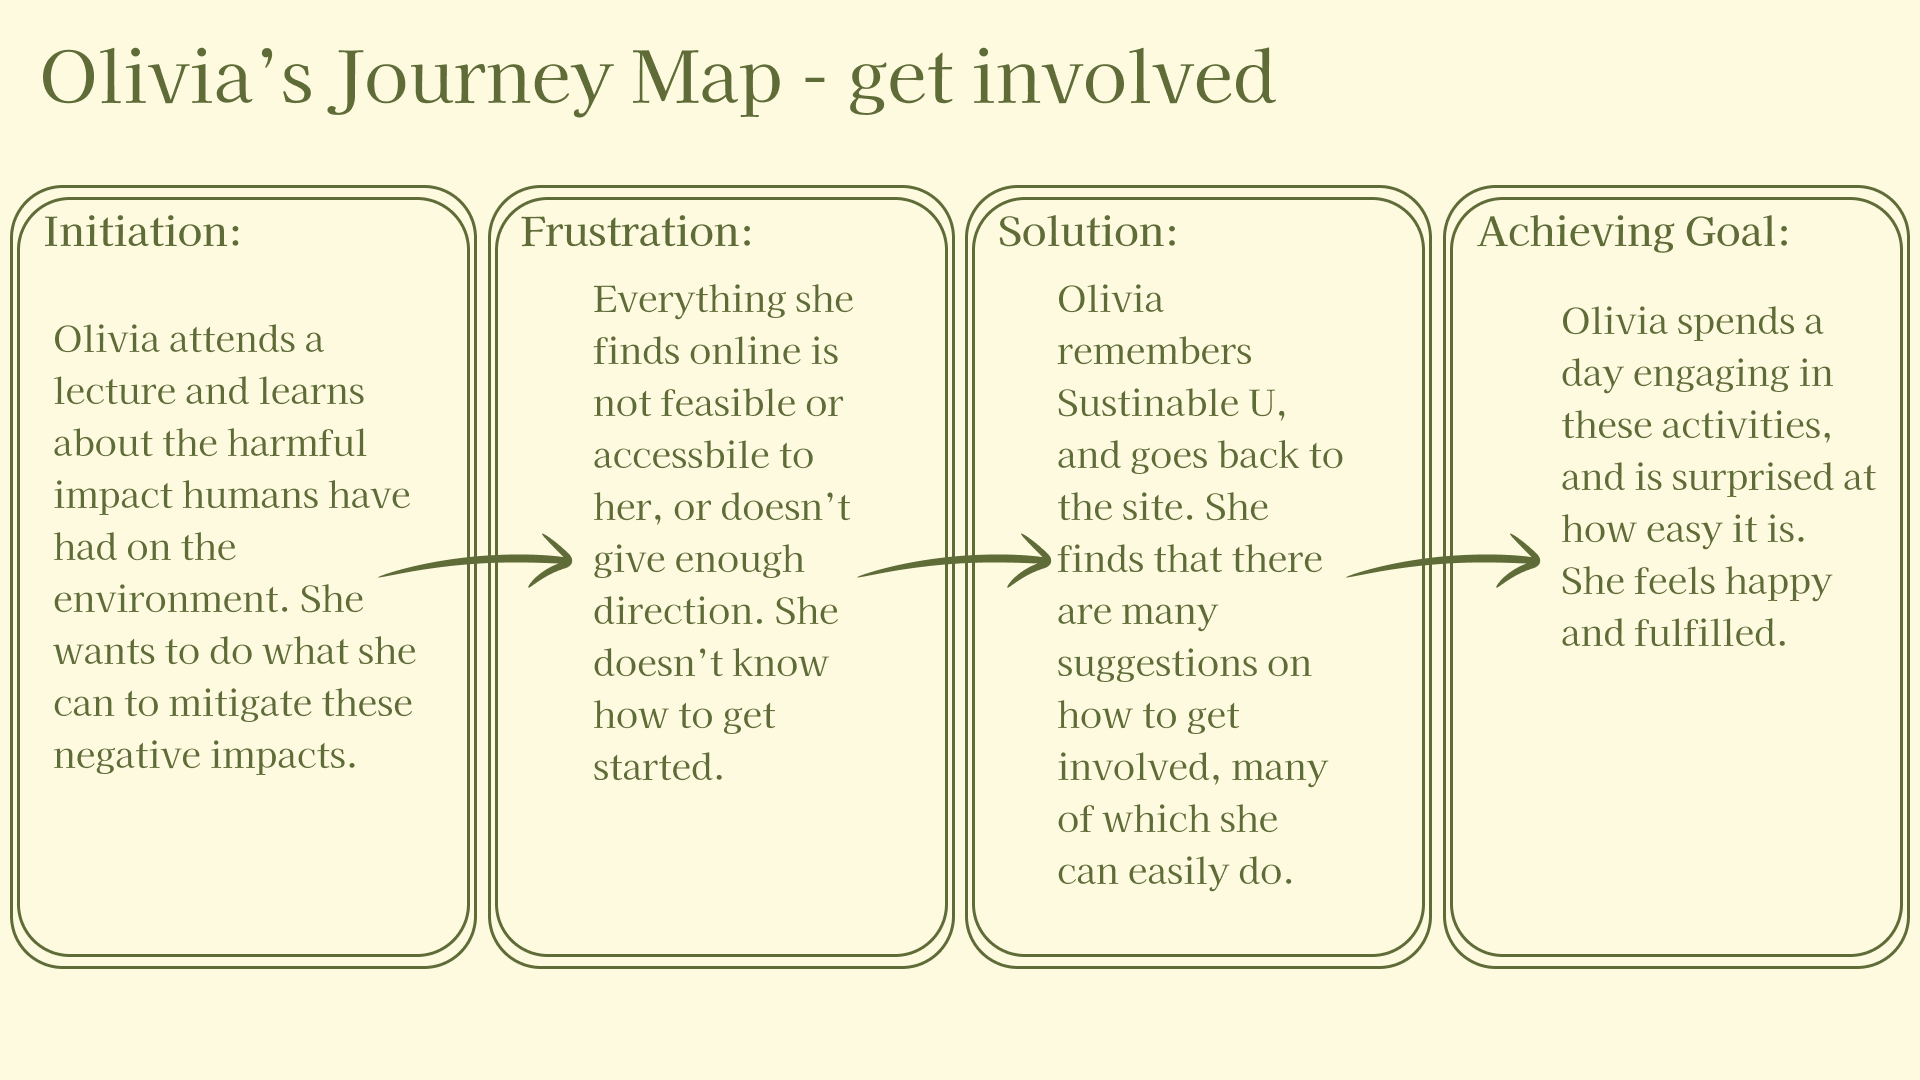 Olivia’s Journey Map - get involved
Initiation:
Olivia attends a
lecture and learns
about the harmful
impact humans have
had on the
environment. She
wants to do what she
can to mitigate these
negative impacts.
Frustration:
Everything she
finds online is
not feasible or
accessbile to
her, or doesn’t
give enough
direction. She
doesn’t know
how to get
started.
Solution:
Olivia
remembers
Sustinable U,
and goes back to
the site. She
finds that there
are many
suggestions on
how to get
involved, many
of which she
can easily do.
Achieving Goal:
Olivia spends a
day engaging in
these activities,
and is surprised at
how easy it is.
She feels happy
and fulfilled.